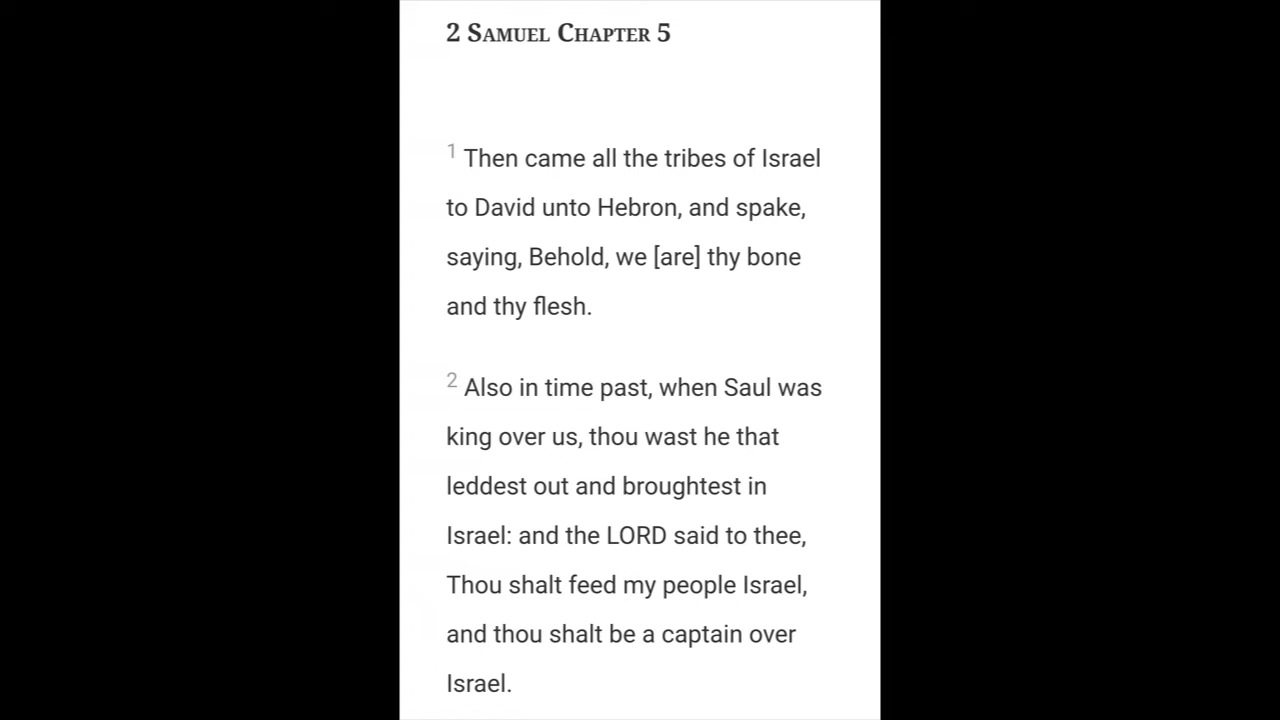 2 Samuel Chapter 5
1 Then came all the tribes of Israel
to David unto Hebron, and spake,
saying, Behold, we [are] thy bone
and thy flesh.
2 Also in time past, when Saul was
king over us, thou wast he that
leddest out and broughtest in
Israel: and the LORD said to thee,
Thou shalt feed my people Israel,
and thou shalt be a captain over
Israel.